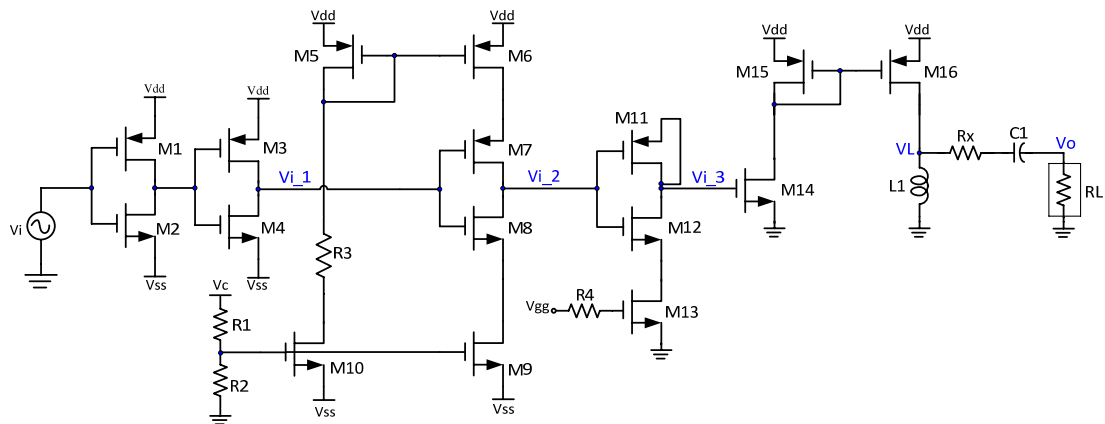 Vdd
Vdd
Vdd
Vdd
M5
M6
M15
M16
Vdd
Vdd
M11
M1
M3
M7
VL
Rx
C1
Vo
Vi_1
Vi_2
Vi_3
M14
L1
RL
Vi
M2
M4
M8
M12
R3
Vss
Vss
Vc
Vgg
R4
M13
R1
R2
M10
M9
Vss
Vss